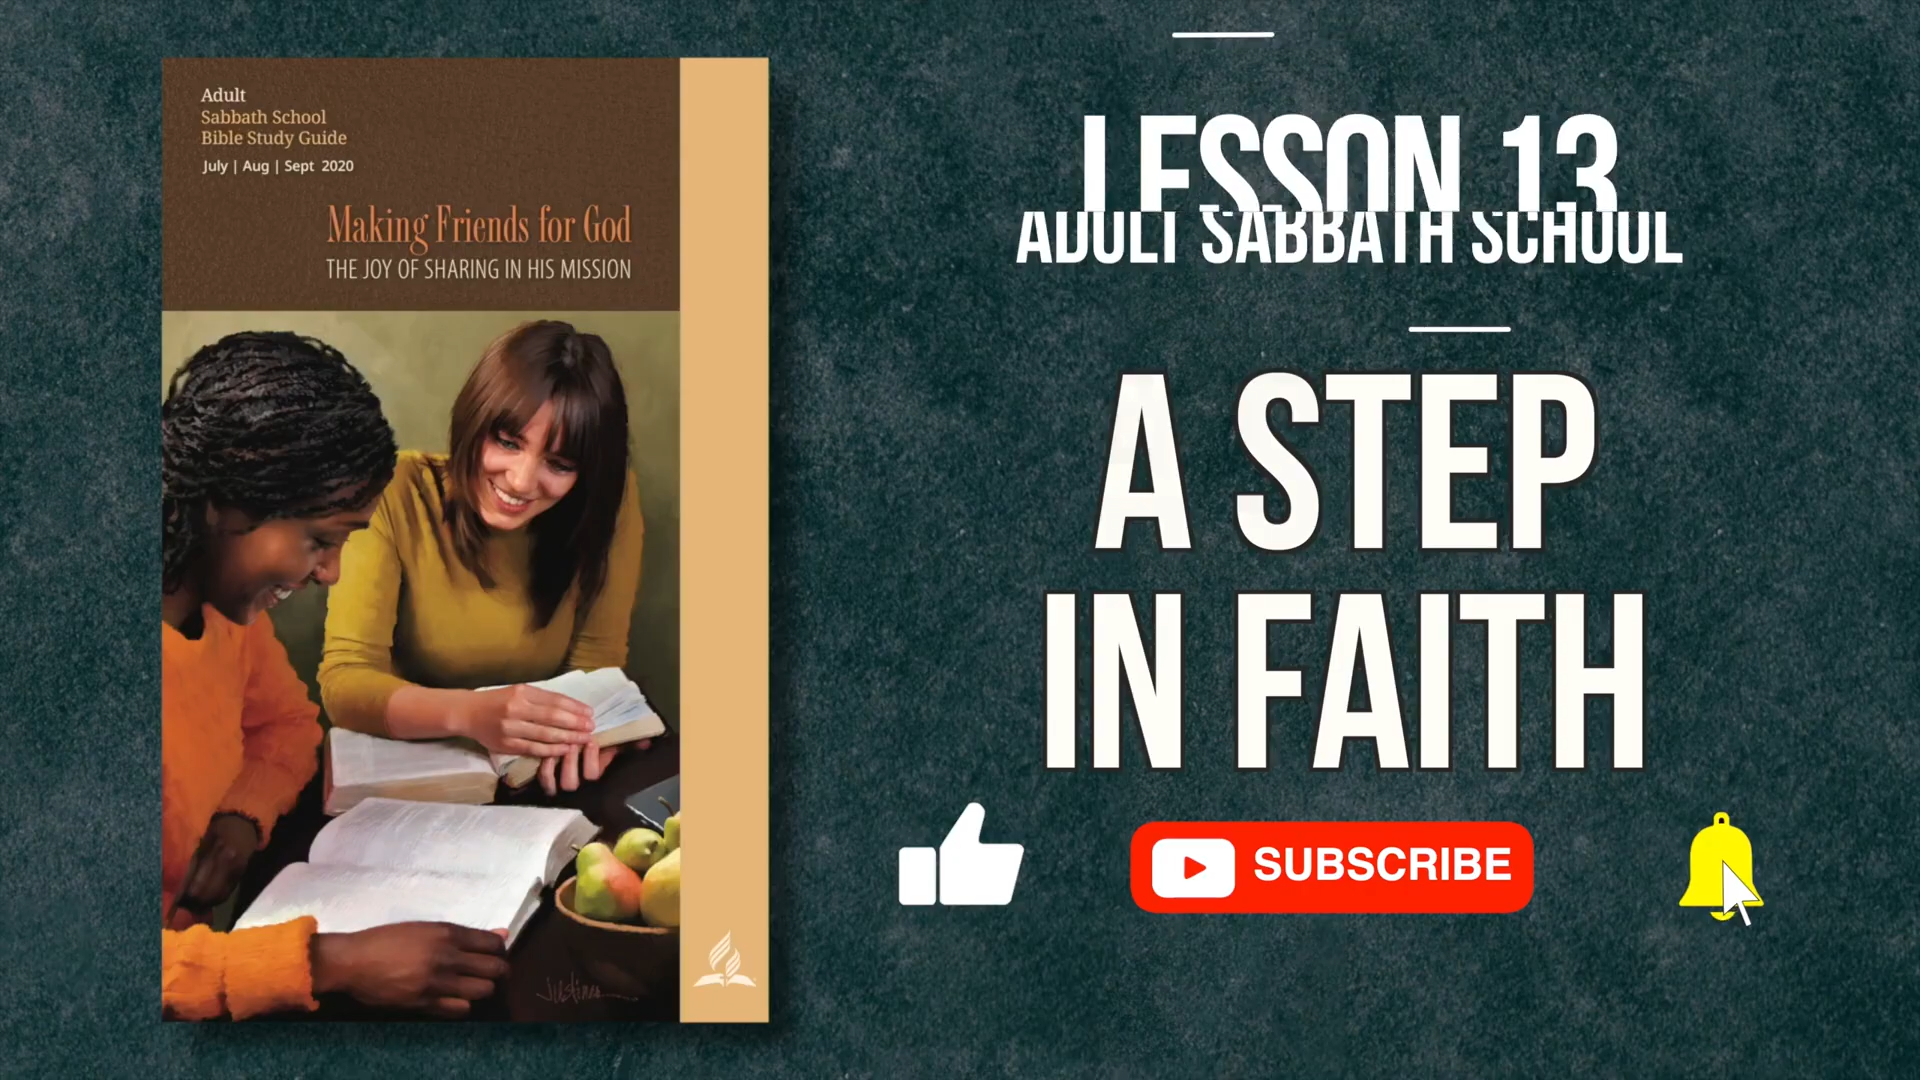 Adult
Sabbath School
Bible Study Guide
July | Aug | Sept 2020
Making Friends for God
THE JOY OF SHARING IN HIS MISSION
LESSON 13
ADULT SABBATH SCHOOL
A STEP
IN FAITH
SUBSCRIBE